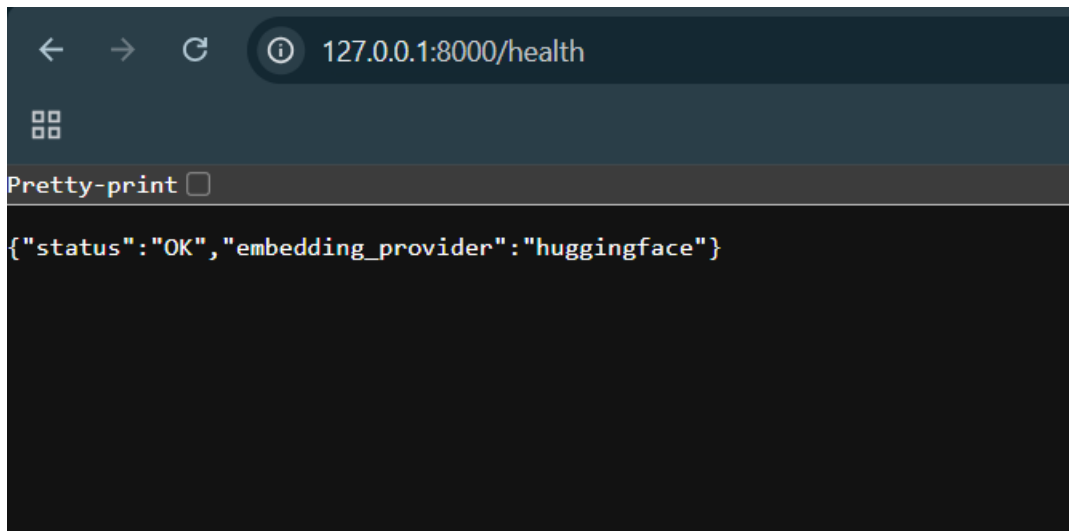 127.0.0.1:8000/health
Pretty-print
{"status":"OK","embedding_provider":"huggingface"}